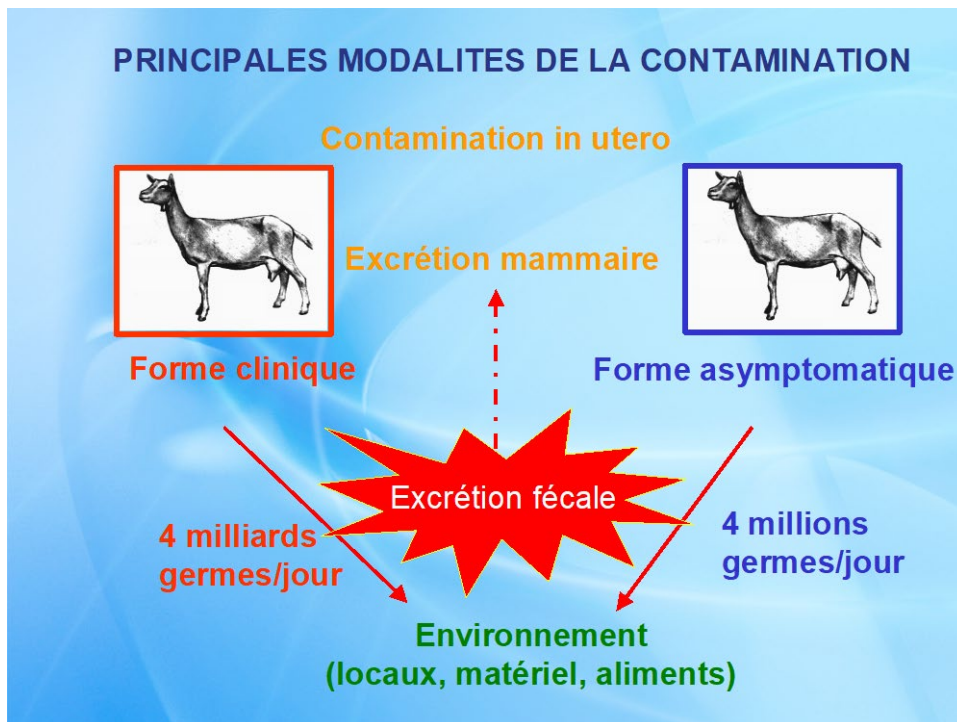 PRINCIPALES MODALITES DE LA CONTAMINATION
Contamination in utero
Excrétion mammaire
Forme clinique
Forme asymptomatique
Excrétion fécale
4 milliards
germes/jour
4 millions
germes/jour
Environnement
(locaux, matériel, aliments)